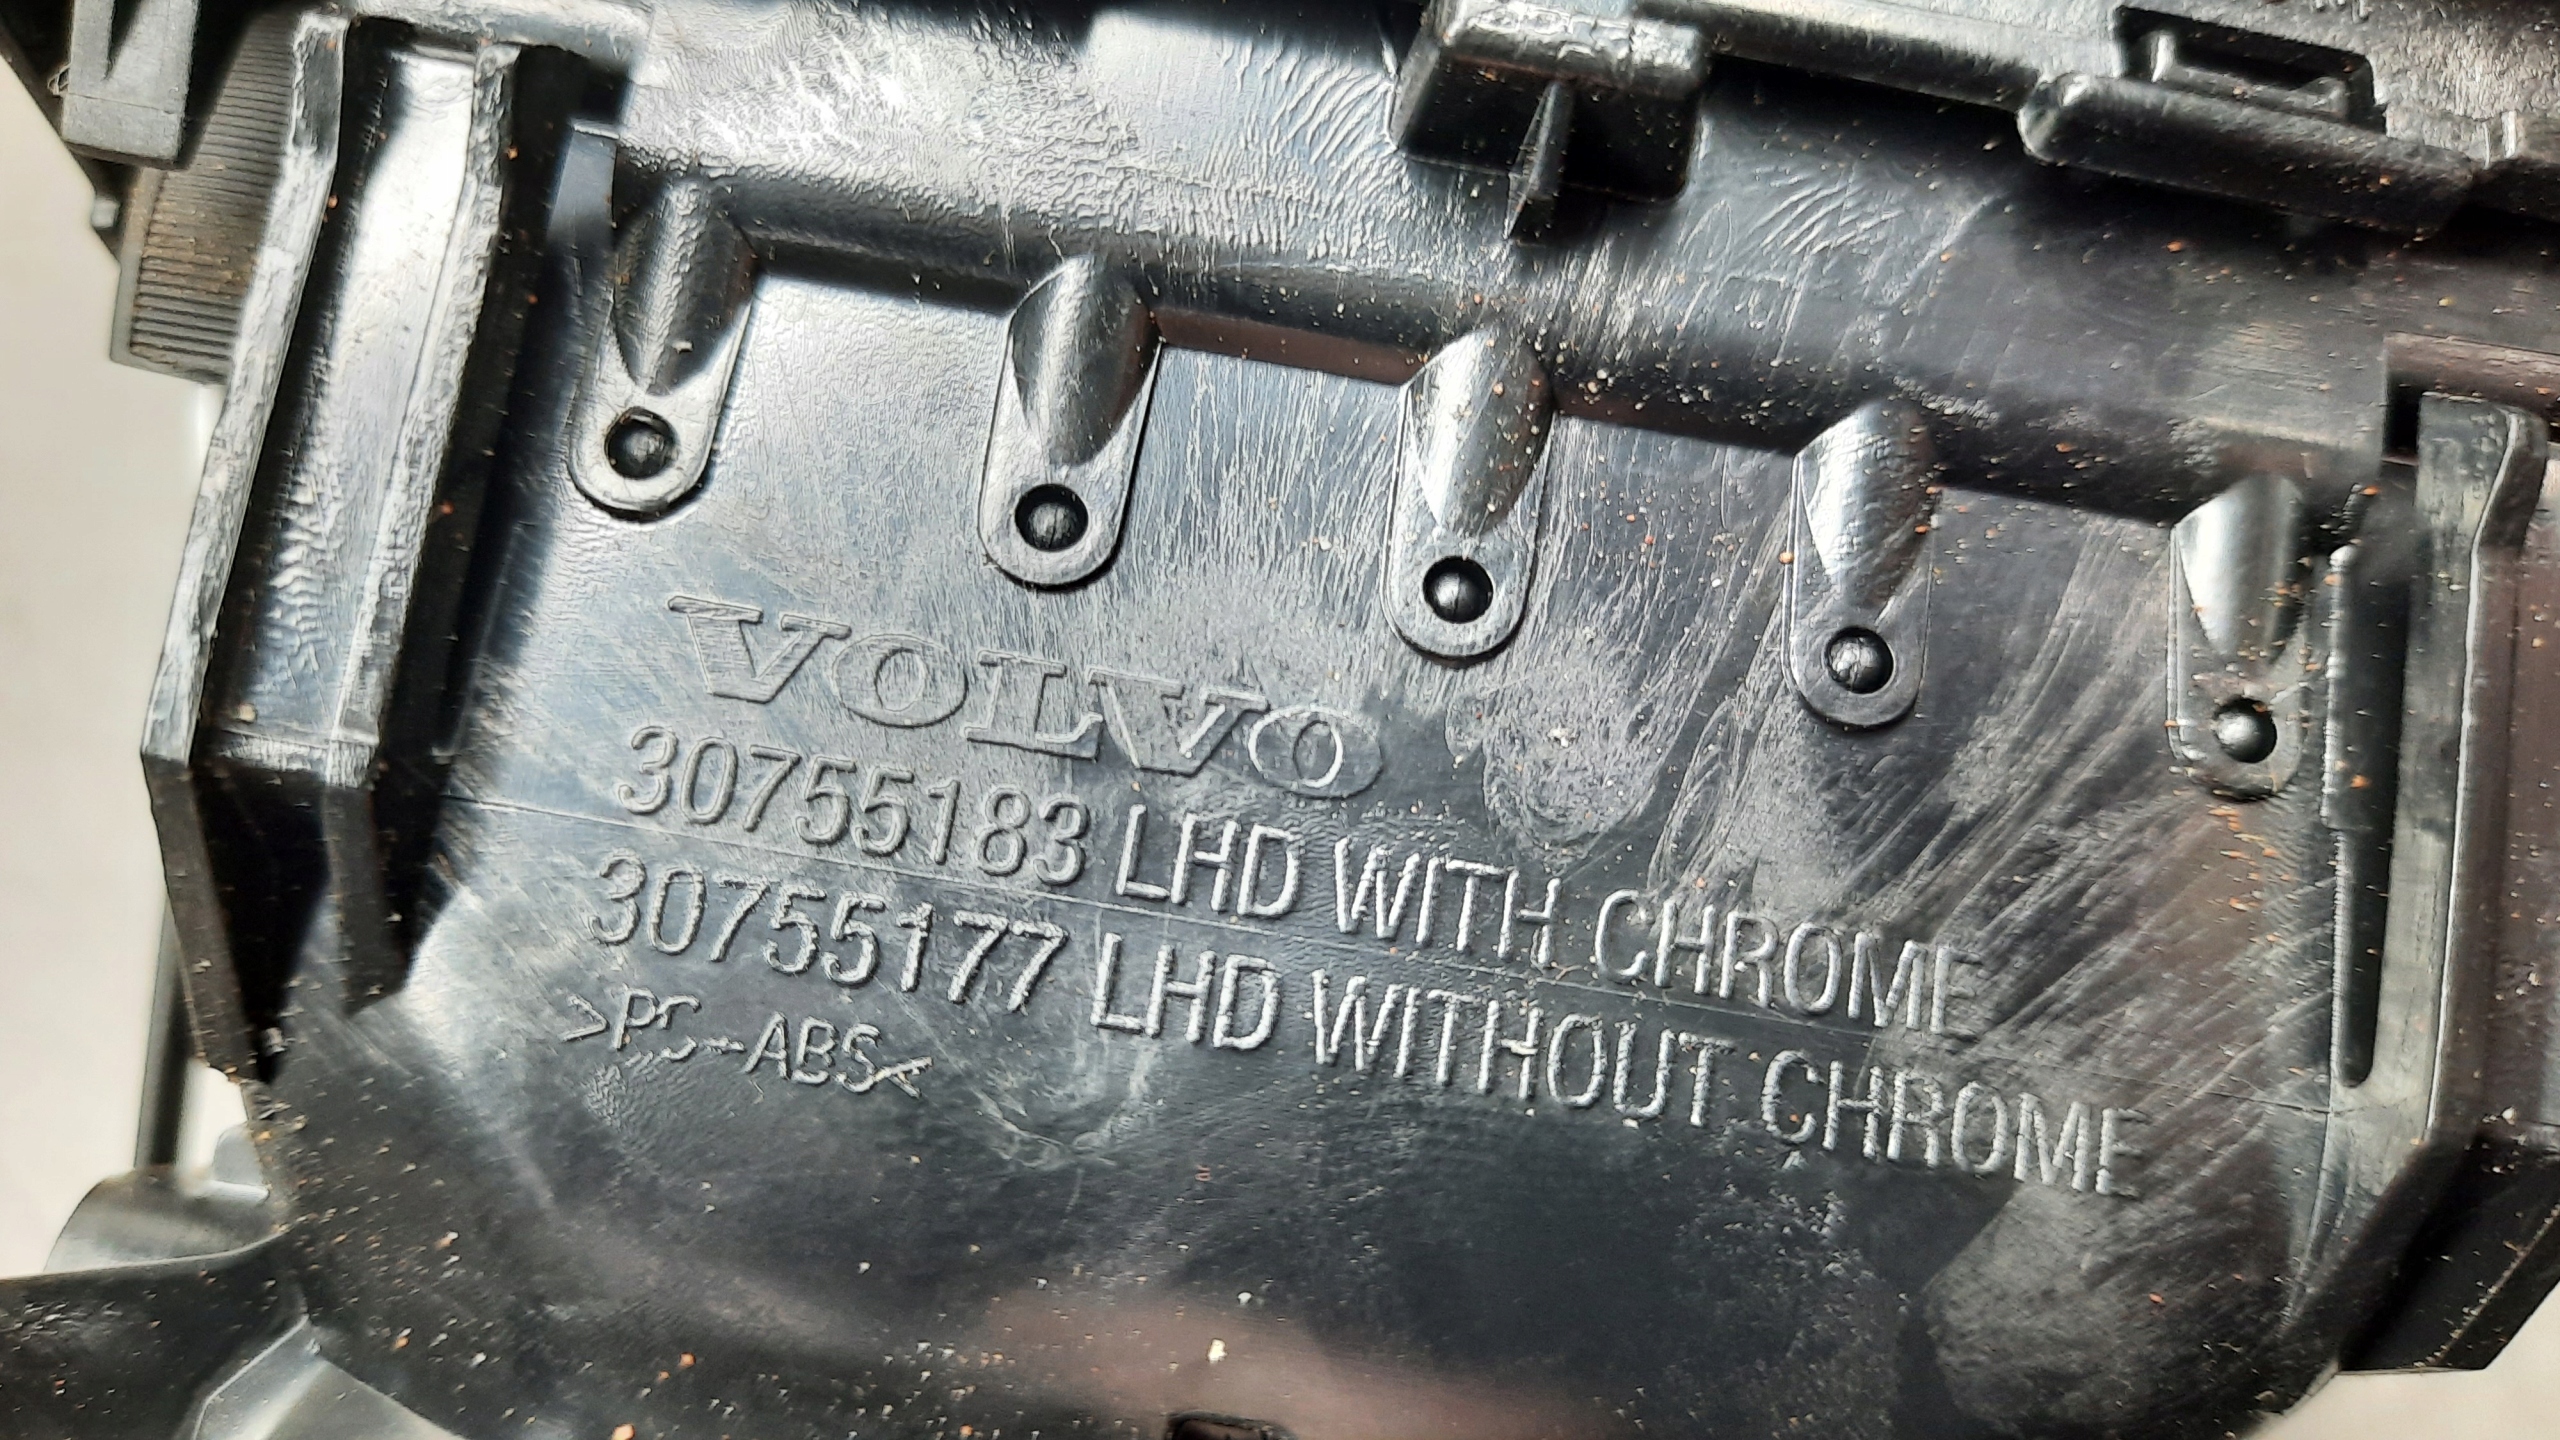 VOLVO
30755183 LHD WITH CHROME
30755177 LHD WITHOUT CHROME
>PC-ABS<